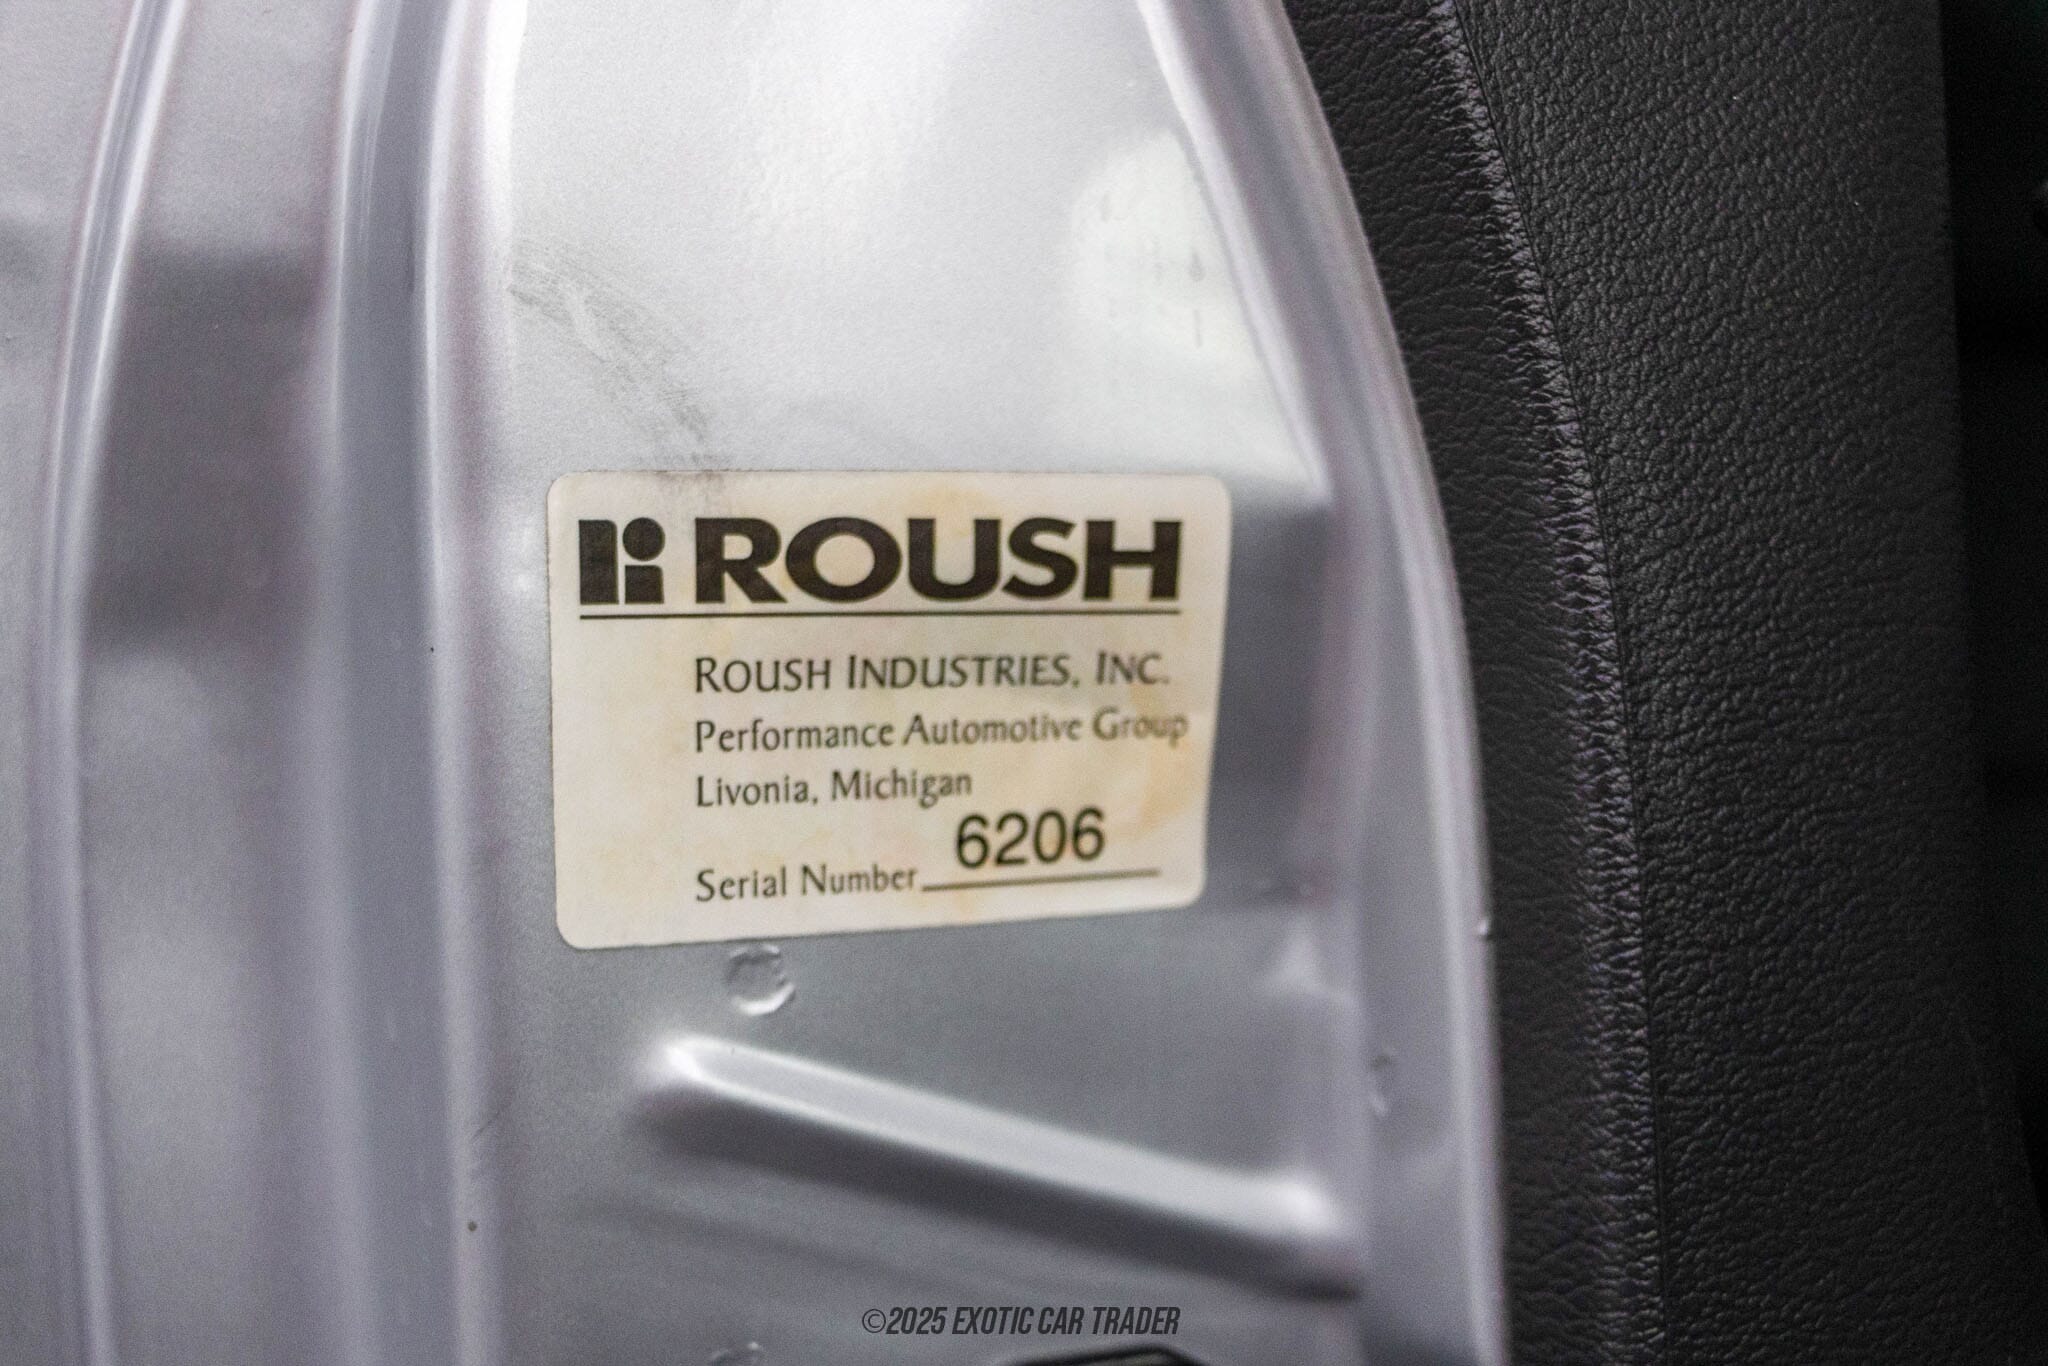 ROUSH
ROUSH INDUSTRIES, INC.
Performance Automotive Group
Livonia, Michigan
Serial Number 6206
©2025 EXOTIC CAR TRADER